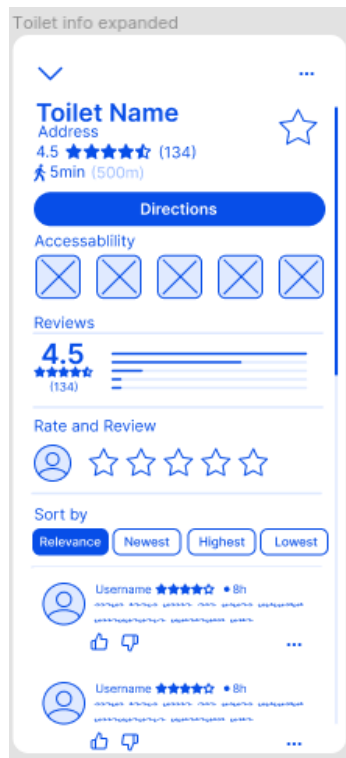 Toilet info expanded
Toilet Name
Address
4.5 (134)
5min (500m)
Directions
Accessablility
Reviews
4.5
(134)
Rate and Review
Sort by
Relevance Newest Highest Lowest
Username • 8h
Username • 8h